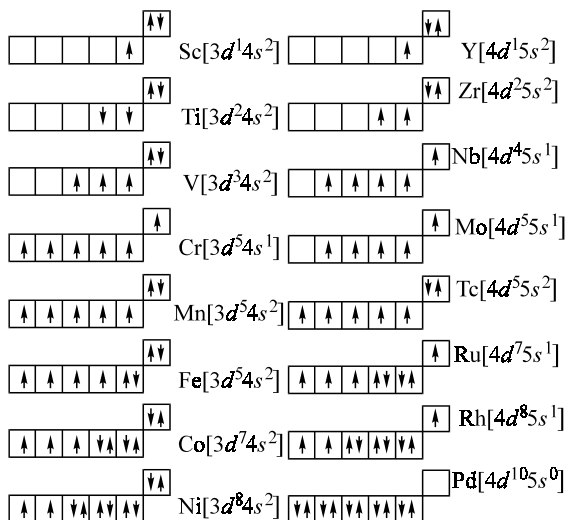 Sc[3d¹4s²] Y[4d¹5s²]
Ti[3d²4s²] Zr[4d²5s²]
V[3d³4s²] Nb[4d⁴5s¹]
Cr[3d⁵4s¹] Mo[4d⁵5s¹]
Mn[3d⁵4s²] Tc[4d⁵5s²]
Fe[3d⁵4s²] Ru[4d⁷5s¹]
Co[3d⁷4s²] Rh[4d⁸5s¹]
Ni[3d⁸4s²] Pd[4d¹⁰5s⁰]